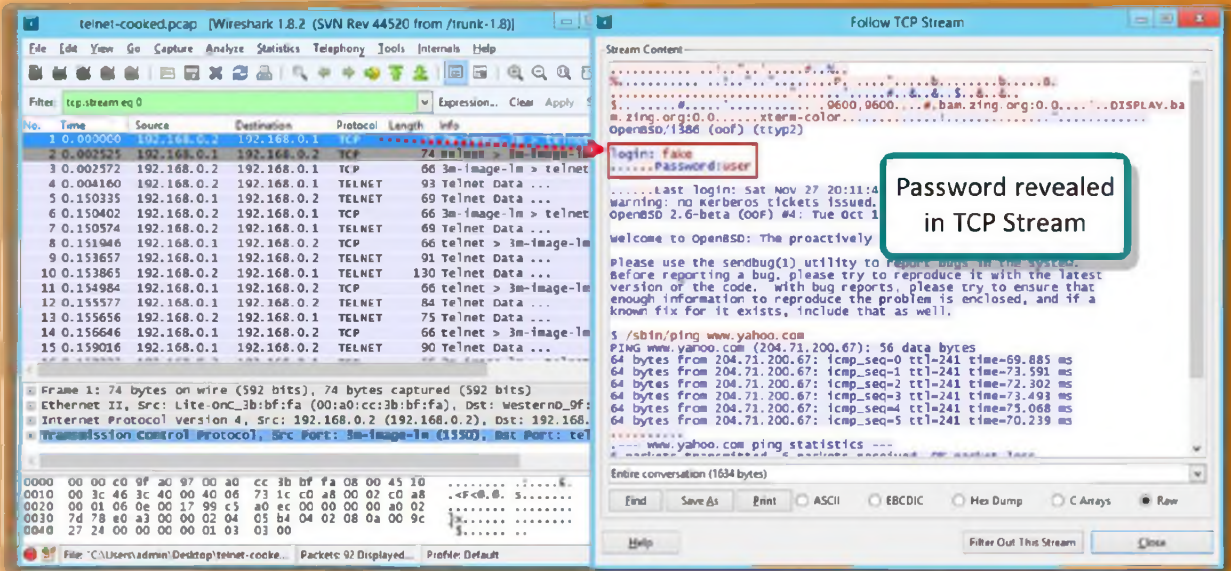 telnet-cooked.pcap [Wireshark 1.8.2 (SVN Rev 44520 from /trunk-1.8)]
File Edit View Go Capture Analyze Statistics Telephony Tools Internals Help
Filter: tcp.stream eq 0 Expression... Clear Apply
No. Time Source Destination Protocol Length Info
1 0.000000 192.168.0.2 192.168.0.1 TCP
2 0.002525 192.168.0.1 192.168.0.2 TCP 74 telnet > 3m-image-l
3 0.002572 192.168.0.2 192.168.0.1 TCP 66 3m-image-lm > telnet
4 0.004160 192.168.0.2 192.168.0.1 TELNET 93 Telnet Data ...
5 0.150335 192.168.0.1 192.168.0.2 TELNET 69 Telnet Data ...
6 0.150402 192.168.0.2 192.168.0.1 TCP 66 3m-image-lm > telnet
7 0.150574 192.168.0.2 192.168.0.1 TELNET 69 Telnet Data ...
8 0.151946 192.168.0.1 192.168.0.2 TCP 66 telnet > 3m-image-lm
9 0.153657 192.168.0.1 192.168.0.2 TELNET 91 Telnet Data ...
10 0.153865 192.168.0.2 192.168.0.1 TELNET 130 Telnet Data ...
11 0.154984 192.168.0.1 192.168.0.2 TCP 66 telnet > 3m-image-lm
12 0.155577 192.168.0.1 192.168.0.2 TELNET 84 Telnet Data ...
13 0.155656 192.168.0.2 192.168.0.1 TELNET 75 Telnet Data ...
14 0.156646 192.168.0.1 192.168.0.2 TCP 66 telnet > 3m-image-lm
15 0.159016 192.168.0.1 192.168.0.2 TELNET 90 Telnet Data ...
Frame 1: 74 bytes on wire (592 bits), 74 bytes captured (592 bits)
Ethernet II, Src: Lite-OnC_3b:bf:fa (00:a0:cc:3b:bf:fa), Dst: WesternD_9f:
Internet Protocol Version 4, Src: 192.168.0.2 (192.168.0.2), Dst: 192.168.
Transmission Control Protocol, Src Port: 3m-image-lm (1550), Dst Port: tel
0000 00 00 c0 9f a0 97 00 a0 cc 3b bf fa 08 00 45 10
0010 00 3c 46 3c 40 00 40 06 73 1c c0 a8 00 02 c0 a8
0020 00 01 06 0e 00 17 99 c5 a0 ec 00 00 00 00 a0 02
0030 7d 78 e0 a3 00 00 02 04 05 b4 04 02 08 0a 00 9c
0040 27 24 00 00 00 00 01 03 03 00
File: "C:\Users\admin\Desktop\telnet-cooke... Packets: 92 Displayed... Profile: Default
Follow TCP Stream
Stream Content
9600,9600....#.bam.zing.org:0.0....'..DISPLAY.ba
m.zing.org:0.0......xterm-color
OpenBSD/i386 (oof) (ttyp2)
login: fake
......Password:user
......Last login: Sat Nov 27 20:11:4
Warning: no Kerberos tickets issued.
OpenBSD 2.6-beta (OOF) #4: Tue Oct 1
Welcome to OpenBSD: The proactively
Please use the sendbug(1) utility to report bugs in the system.
Before reporting a bug, please try to reproduce it with the latest
version of the code. With bug reports, please try to ensure that
enough information to reproduce the problem is enclosed, and if a
known fix for it exists, include that as well.
$ /sbin/ping www.yahoo.com
PING www.yahoo.com (204.71.200.67): 56 data bytes
64 bytes from 204.71.200.67: icmp_seq=0 ttl=241 time=69.885 ms
64 bytes from 204.71.200.67: icmp_seq=1 ttl=241 time=73.591 ms
64 bytes from 204.71.200.67: icmp_seq=2 ttl=241 time=72.302 ms
64 bytes from 204.71.200.67: icmp_seq=3 ttl=241 time=73.493 ms
64 bytes from 204.71.200.67: icmp_seq=4 ttl=241 time=75.068 ms
64 bytes from 204.71.200.67: icmp_seq=5 ttl=241 time=70.239 ms
.--- www.yahoo.com ping statistics ---
6 packets transmitted, 6 packets received, 0% packet loss
Password revealed
in TCP Stream
Entire conversation (1634 bytes)
Find Save As Print ASCII EBCDIC Hex Dump C Arrays Raw
Help Filter Out This Stream Close